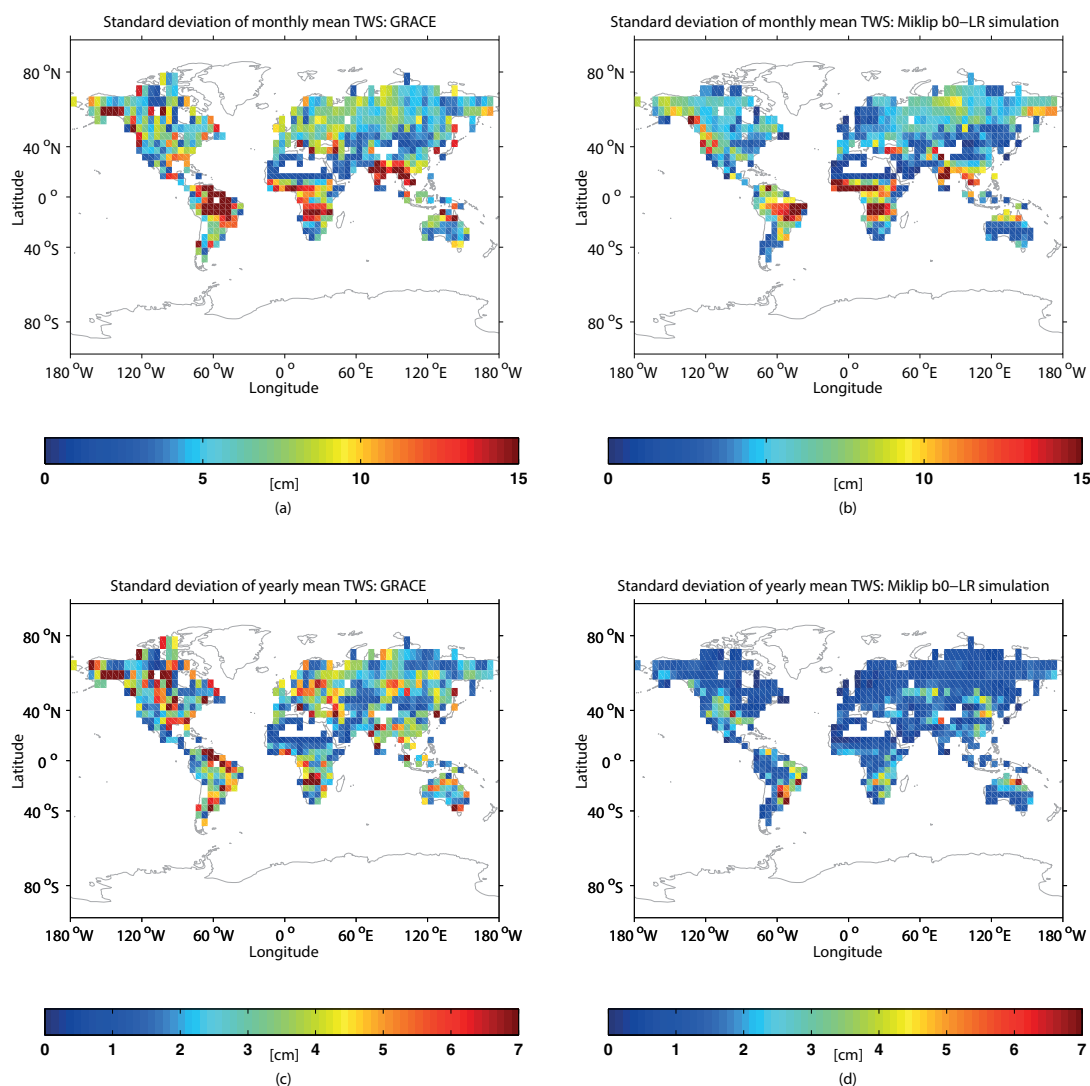 Standard deviation of monthly mean TWS: GRACE
80 °N
40 °N
0 °
40 °S
80 °S
Latitude
180 °W 120 °W 60 °W 0 ° 60 °E 120 °E 180 °W
Longitude
0 5 10 15
[cm]
(a)
Standard deviation of monthly mean TWS: Miklip b0−LR simulation
80 °N
40 °N
0 °
40 °S
80 °S
Latitude
180 °W 120 °W 60 °W 0 ° 60 °E 120 °E 180 °W
Longitude
0 5 10 15
[cm]
(b)
Standard deviation of yearly mean TWS: GRACE
80 °N
40 °N
0 °
40 °S
80 °S
Latitude
180 °W 120 °W 60 °W 0 ° 60 °E 120 °E 180 °W
Longitude
0 1 2 3 4 5 6 7
[cm]
(c)
Standard deviation of yearly mean TWS: Miklip b0−LR simulation
80 °N
40 °N
0 °
40 °S
80 °S
Latitude
180 °W 120 °W 60 °W 0 ° 60 °E 120 °E 180 °W
Longitude
0 1 2 3 4 5 6 7
[cm]
(d)